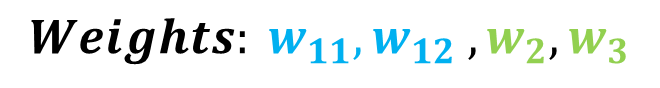 Weights: w₁₁, w₁₂ , w₂, w₃